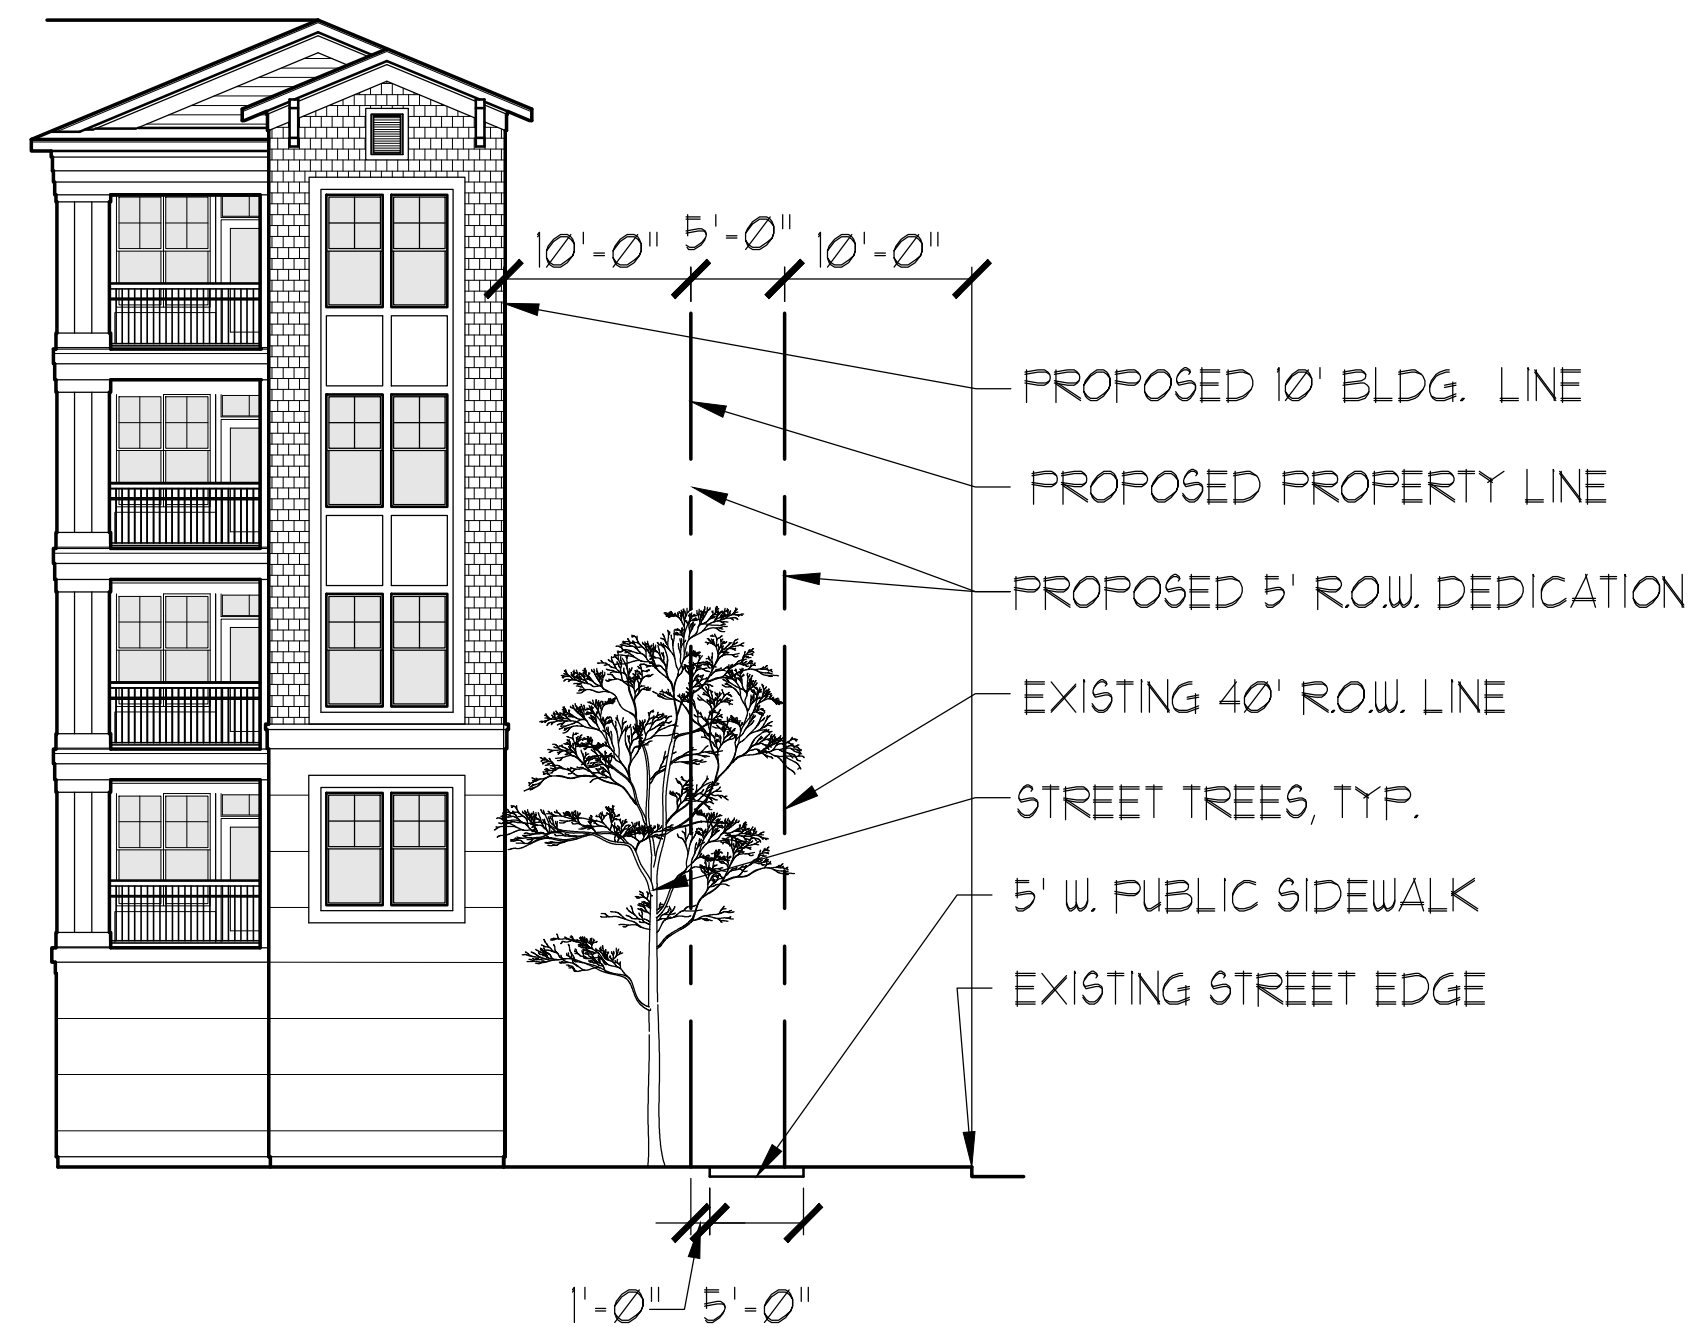 10'-0" 5'-0" 10'-0"
PROPOSED 10' BLDG. LINE
PROPOSED PROPERTY LINE
PROPOSED 5' R.O.W. DEDICATION
EXISTING 40' R.O.W. LINE
STREET TREES, TYP.
5' W. PUBLIC SIDEWALK
EXISTING STREET EDGE
1'-0" 5'-0"